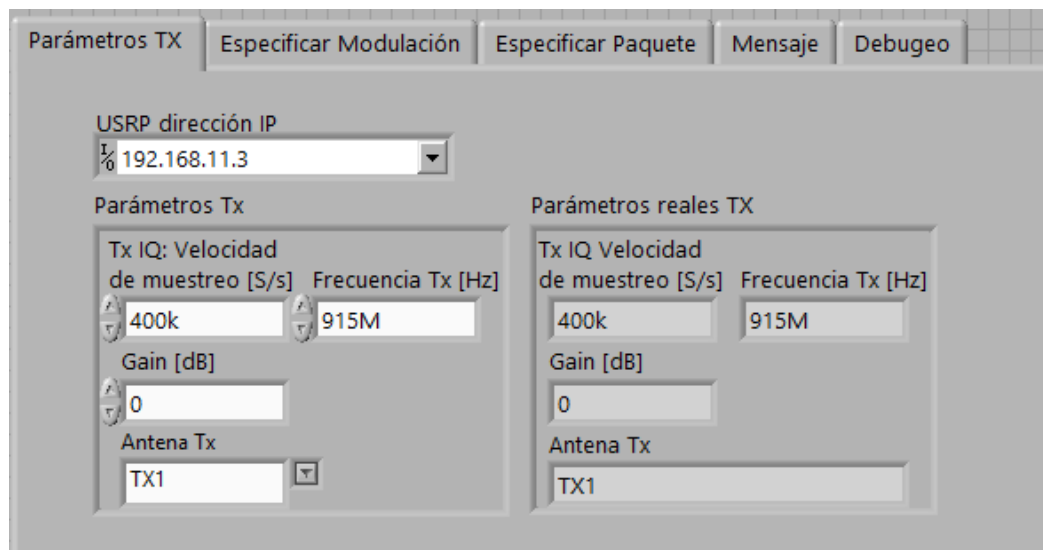 Parámetros TX
Especificar Modulación
Especificar Paquete
Mensaje
Debugeo
USRP dirección IP
192.168.11.3
Parámetros Tx
Tx IQ: Velocidad
de muestreo [S/s]
Frecuencia Tx [Hz]
400k
915M
Gain [dB]
0
Antena Tx
TX1
Parámetros reales TX
Tx IQ Velocidad
de muestreo [S/s]
Frecuencia Tx [Hz]
400k
915M
Gain [dB]
0
Antena Tx
TX1